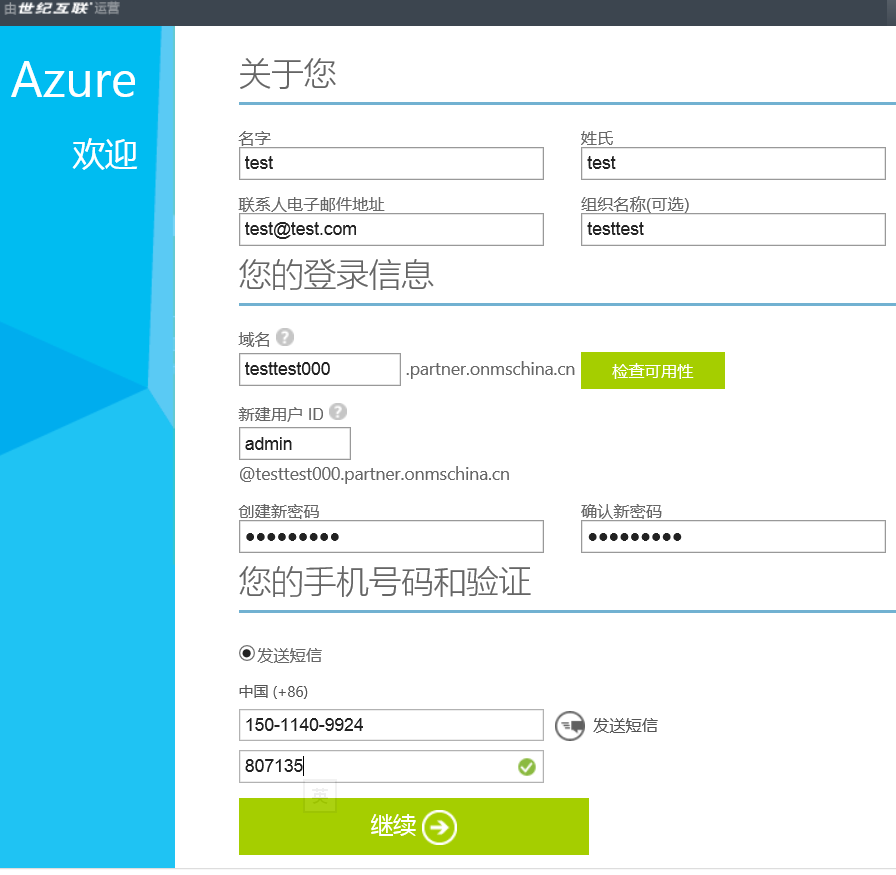 由世纪互联运营
Azure
欢迎
关于您
名字 姓氏
test test
联系人电子邮件地址 组织名称(可选)
test@test.com testtest
您的登录信息
域名 ?
testtest000 .partner.onmschina.cn 检查可用性
新建用户 ID ?
admin
@testtest000.partner.onmschina.cn
创建新密码 确认新密码
●●●●●●●●● ●●●●●●●●●
您的手机号码和验证
发送短信
中国 (+86)
150-1140-9924 发送短信
807135
英
继续